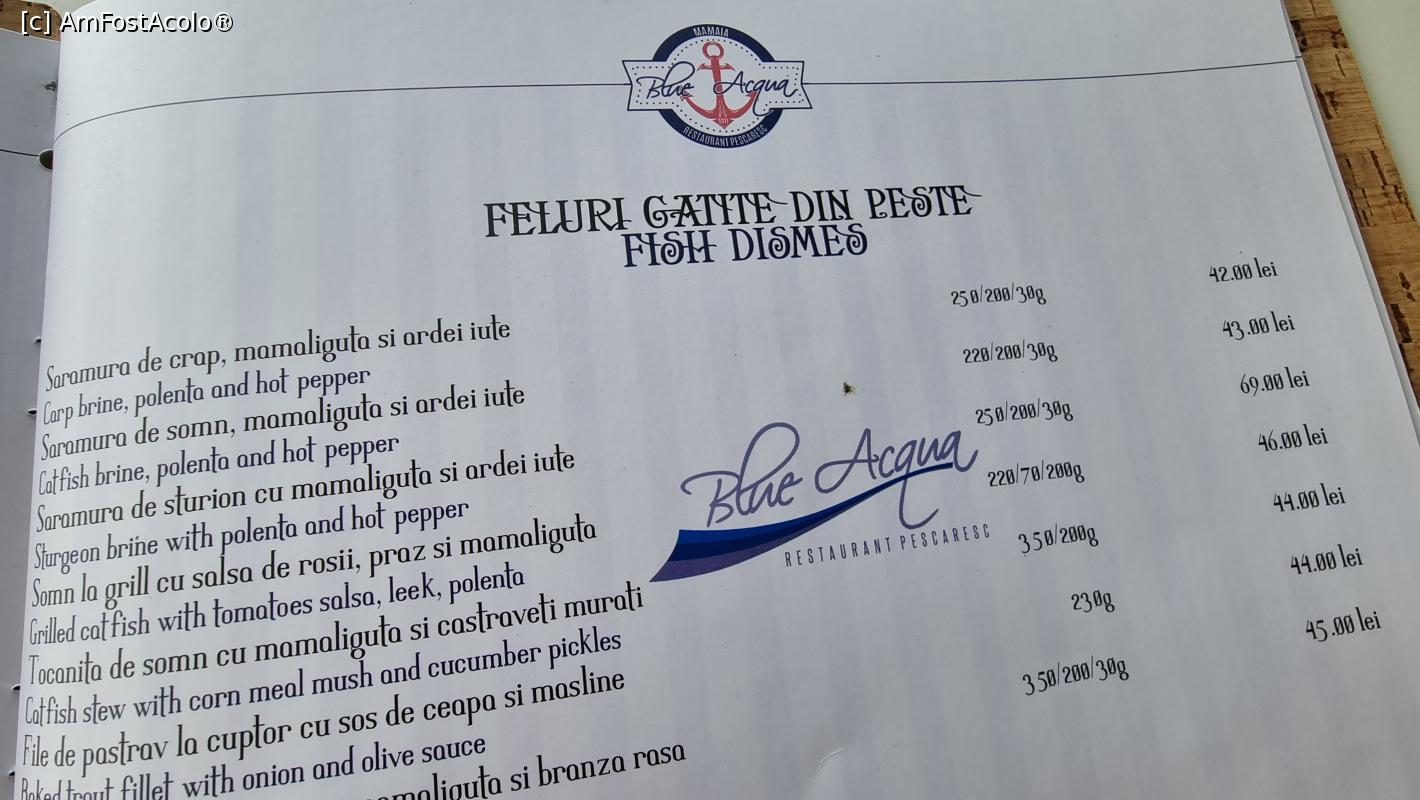 [c] AmFostAcolo®
MAMAIA
Blue Acqua
RESTAURANT PESCARESC
FELURI GATITE DIN PESTE
FISH DISMES
Saramura de crap, mamaliguta si ardei iute 250/200/30g 42.00 lei
Carp brine, polenta and hot pepper
Saramura de somn, mamaliguta si ardei iute 220/200/30g 43.00 lei
Catfish brine, polenta and hot pepper
Saramura de sturion cu mamaliguta si ardei iute 250/200/30g 69.00 lei
Sturgeon brine with polenta and hot pepper
Somn la grill cu salsa de rosii, praz si mamaliguta 220/70/200g 46.00 lei
Grilled catfish with tomatoes salsa, leek, polenta
Tocanita de somn cu mamaliguta si castraveti murati 350/200g 44.00 lei
Catfish stew with corn meal mush and cucumber pickles
File de pastrav la cuptor cu sos de ceapa si masline 230g 44.00 lei
Baked trout fillet with onion and olive sauce
mamaliguta si branza rasa 350/200/30g 45.00 lei
Blue Acqua
RESTAURANT PESCARESC